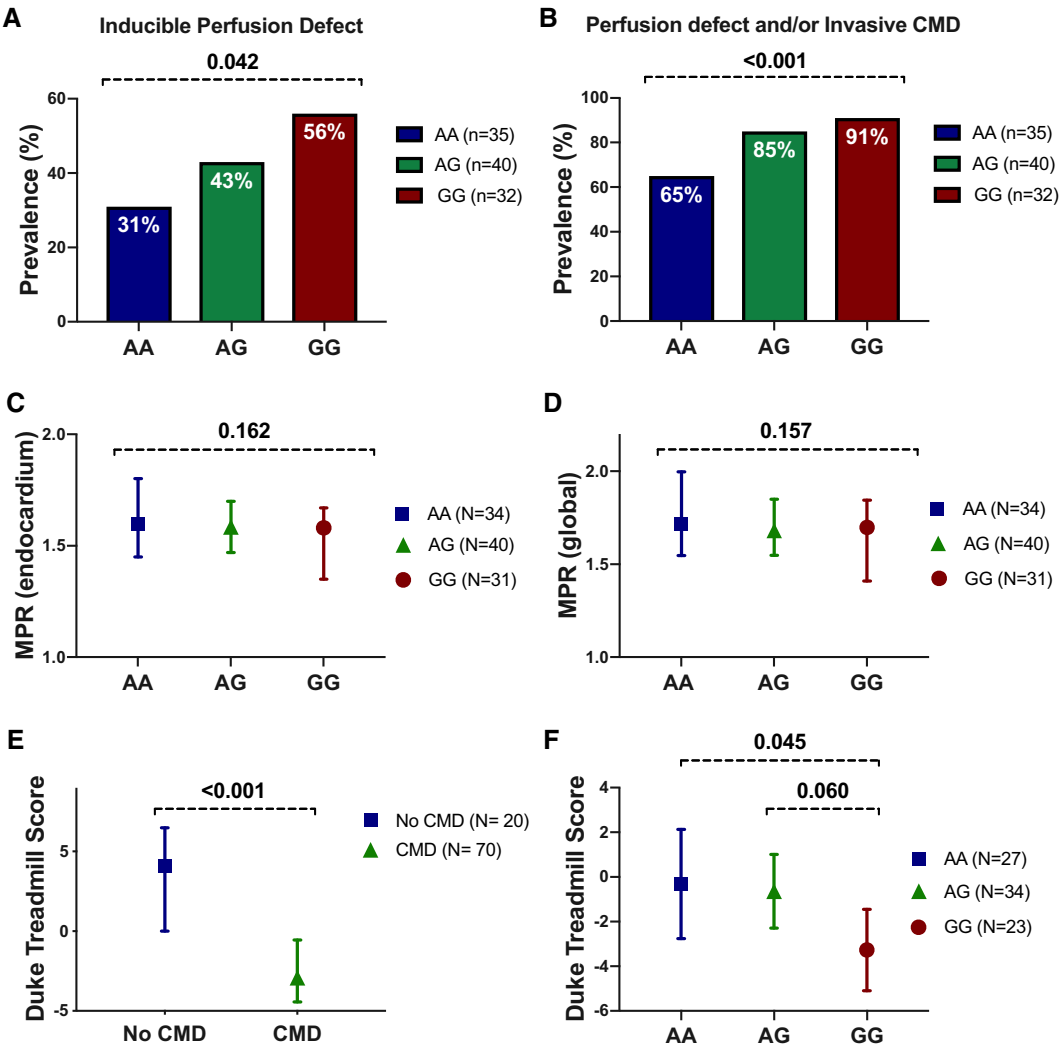 A
Inducible Perfusion Defect
0.042
Prevalence (%)
60
40
20
0
31%
43%
56%
AA
AG
GG
AA (n=35)
AG (n=40)
GG (n=32)
B
Perfusion defect and/or Invasive CMD
<0.001
Prevalence (%)
100
80
60
40
20
0
65%
85%
91%
AA
AG
GG
AA (n=35)
AG (n=40)
GG (n=32)
C
0.162
MPR (endocardium)
2.0
1.5
1.0
AA
AG
GG
AA (N=34)
AG (N=40)
GG (N=31)
D
0.157
MPR (global)
2.0
1.5
1.0
AA
AG
GG
AA (N=34)
AG (N=40)
GG (N=31)
E
<0.001
Duke Treadmill Score
5
0
-5
No CMD
CMD
No CMD (N= 20)
CMD (N= 70)
F
0.045
0.060
Duke Treadmill Score
4
2
0
-2
-4
-6
AA
AG
GG
AA (N=27)
AG (N=34)
GG (N=23)